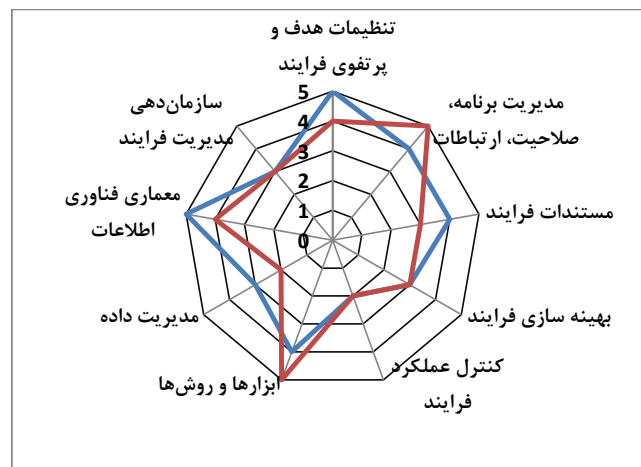 تنظیمات هدف و
پرتفوی فرایند
مدیریت برنامه،
صلاحیت، ارتباطات
مستندات فرایند
بهینه سازی فرایند
کنترل عملکرد
فرایند
ابزارها و روش‌ها
مدیریت داده
معماری فناوری
اطلاعات
سازمان‌دهی
مدیریت فرایند
5
4
3
2
1
0